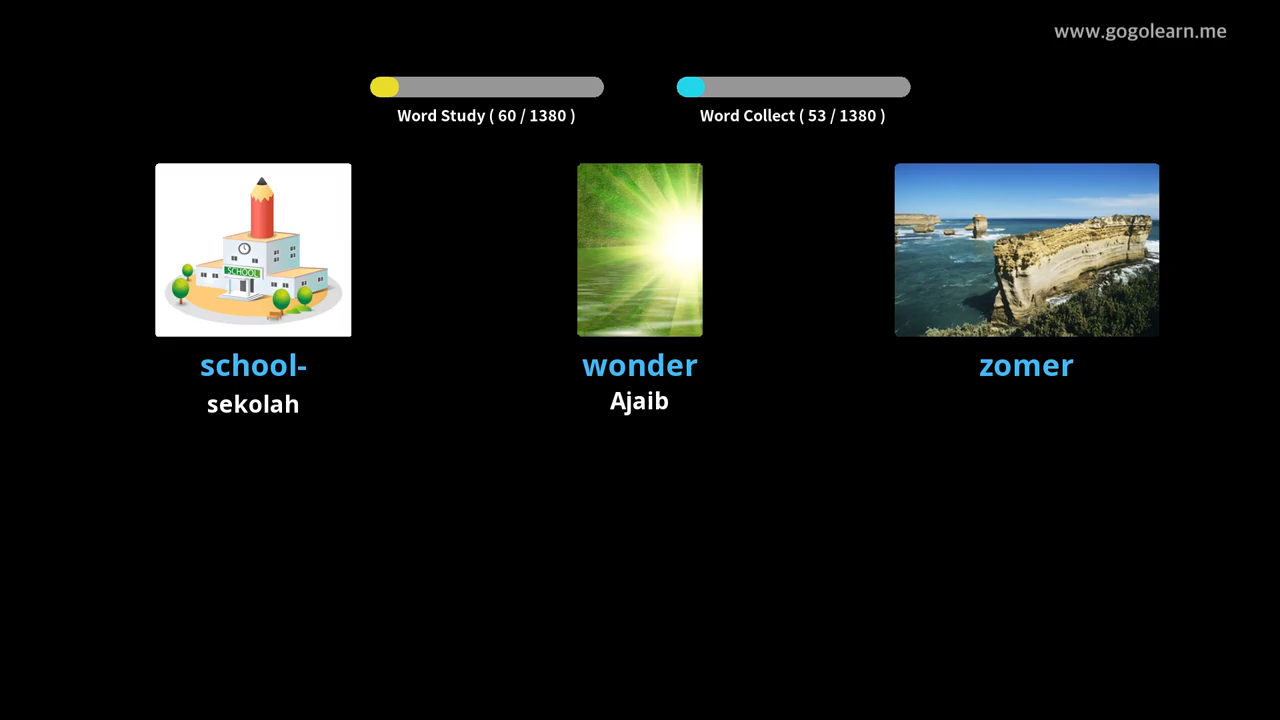 www.gogolearn.me
Word Study ( 60 / 1380 )
Word Collect ( 53 / 1380 )
SCHOOL
school-
wonder
zomer
sekolah
Ajaib